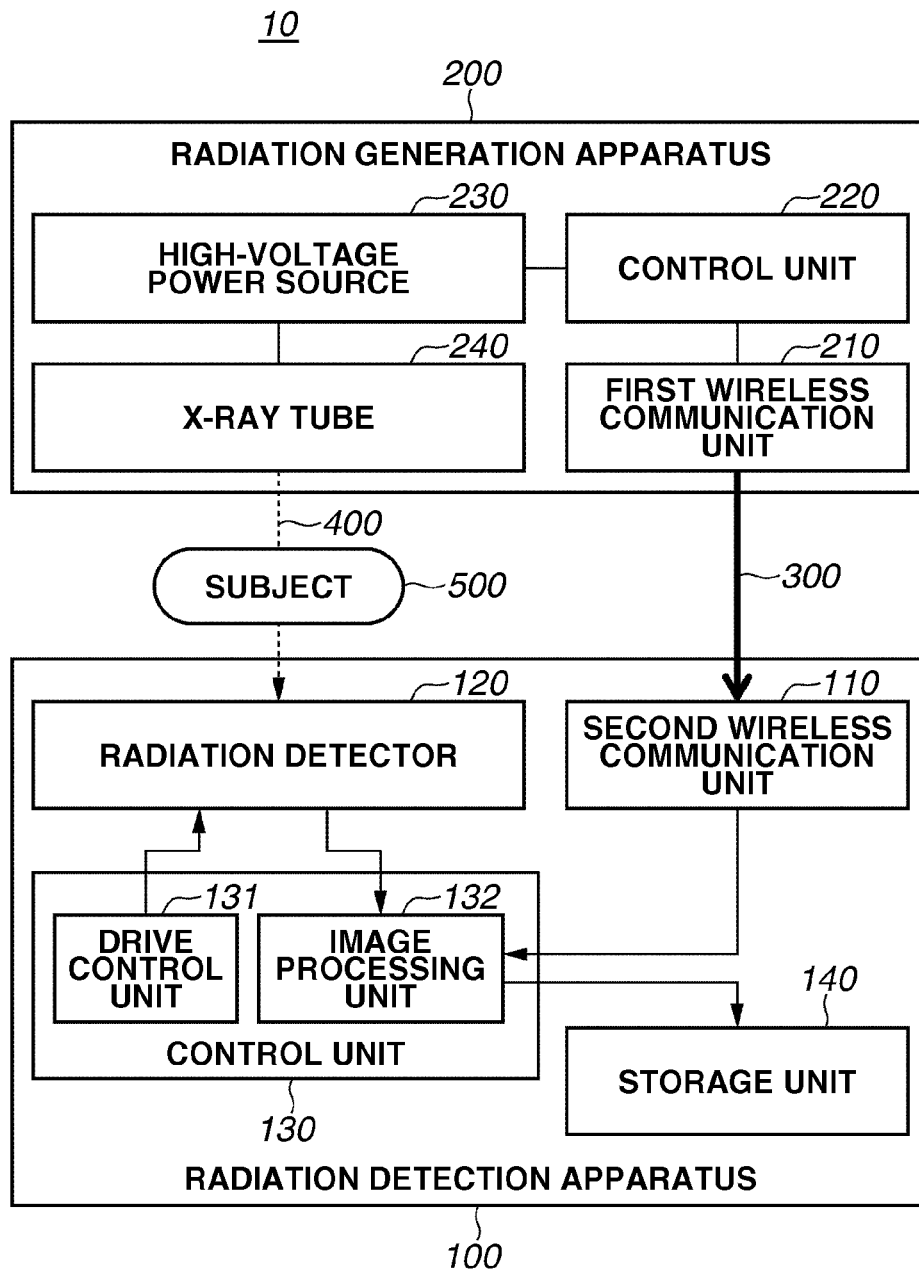 10
200
RADIATION GENERATION APPARATUS
230
HIGH-VOLTAGE
POWER SOURCE
220
CONTROL UNIT
240
X-RAY TUBE
210
FIRST WIRELESS
COMMUNICATION
UNIT
400
SUBJECT
500
300
120
RADIATION DETECTOR
110
SECOND WIRELESS
COMMUNICATION
UNIT
131
DRIVE
CONTROL
UNIT
132
IMAGE
PROCESSING
UNIT
CONTROL UNIT
130
140
STORAGE UNIT
RADIATION DETECTION APPARATUS
100